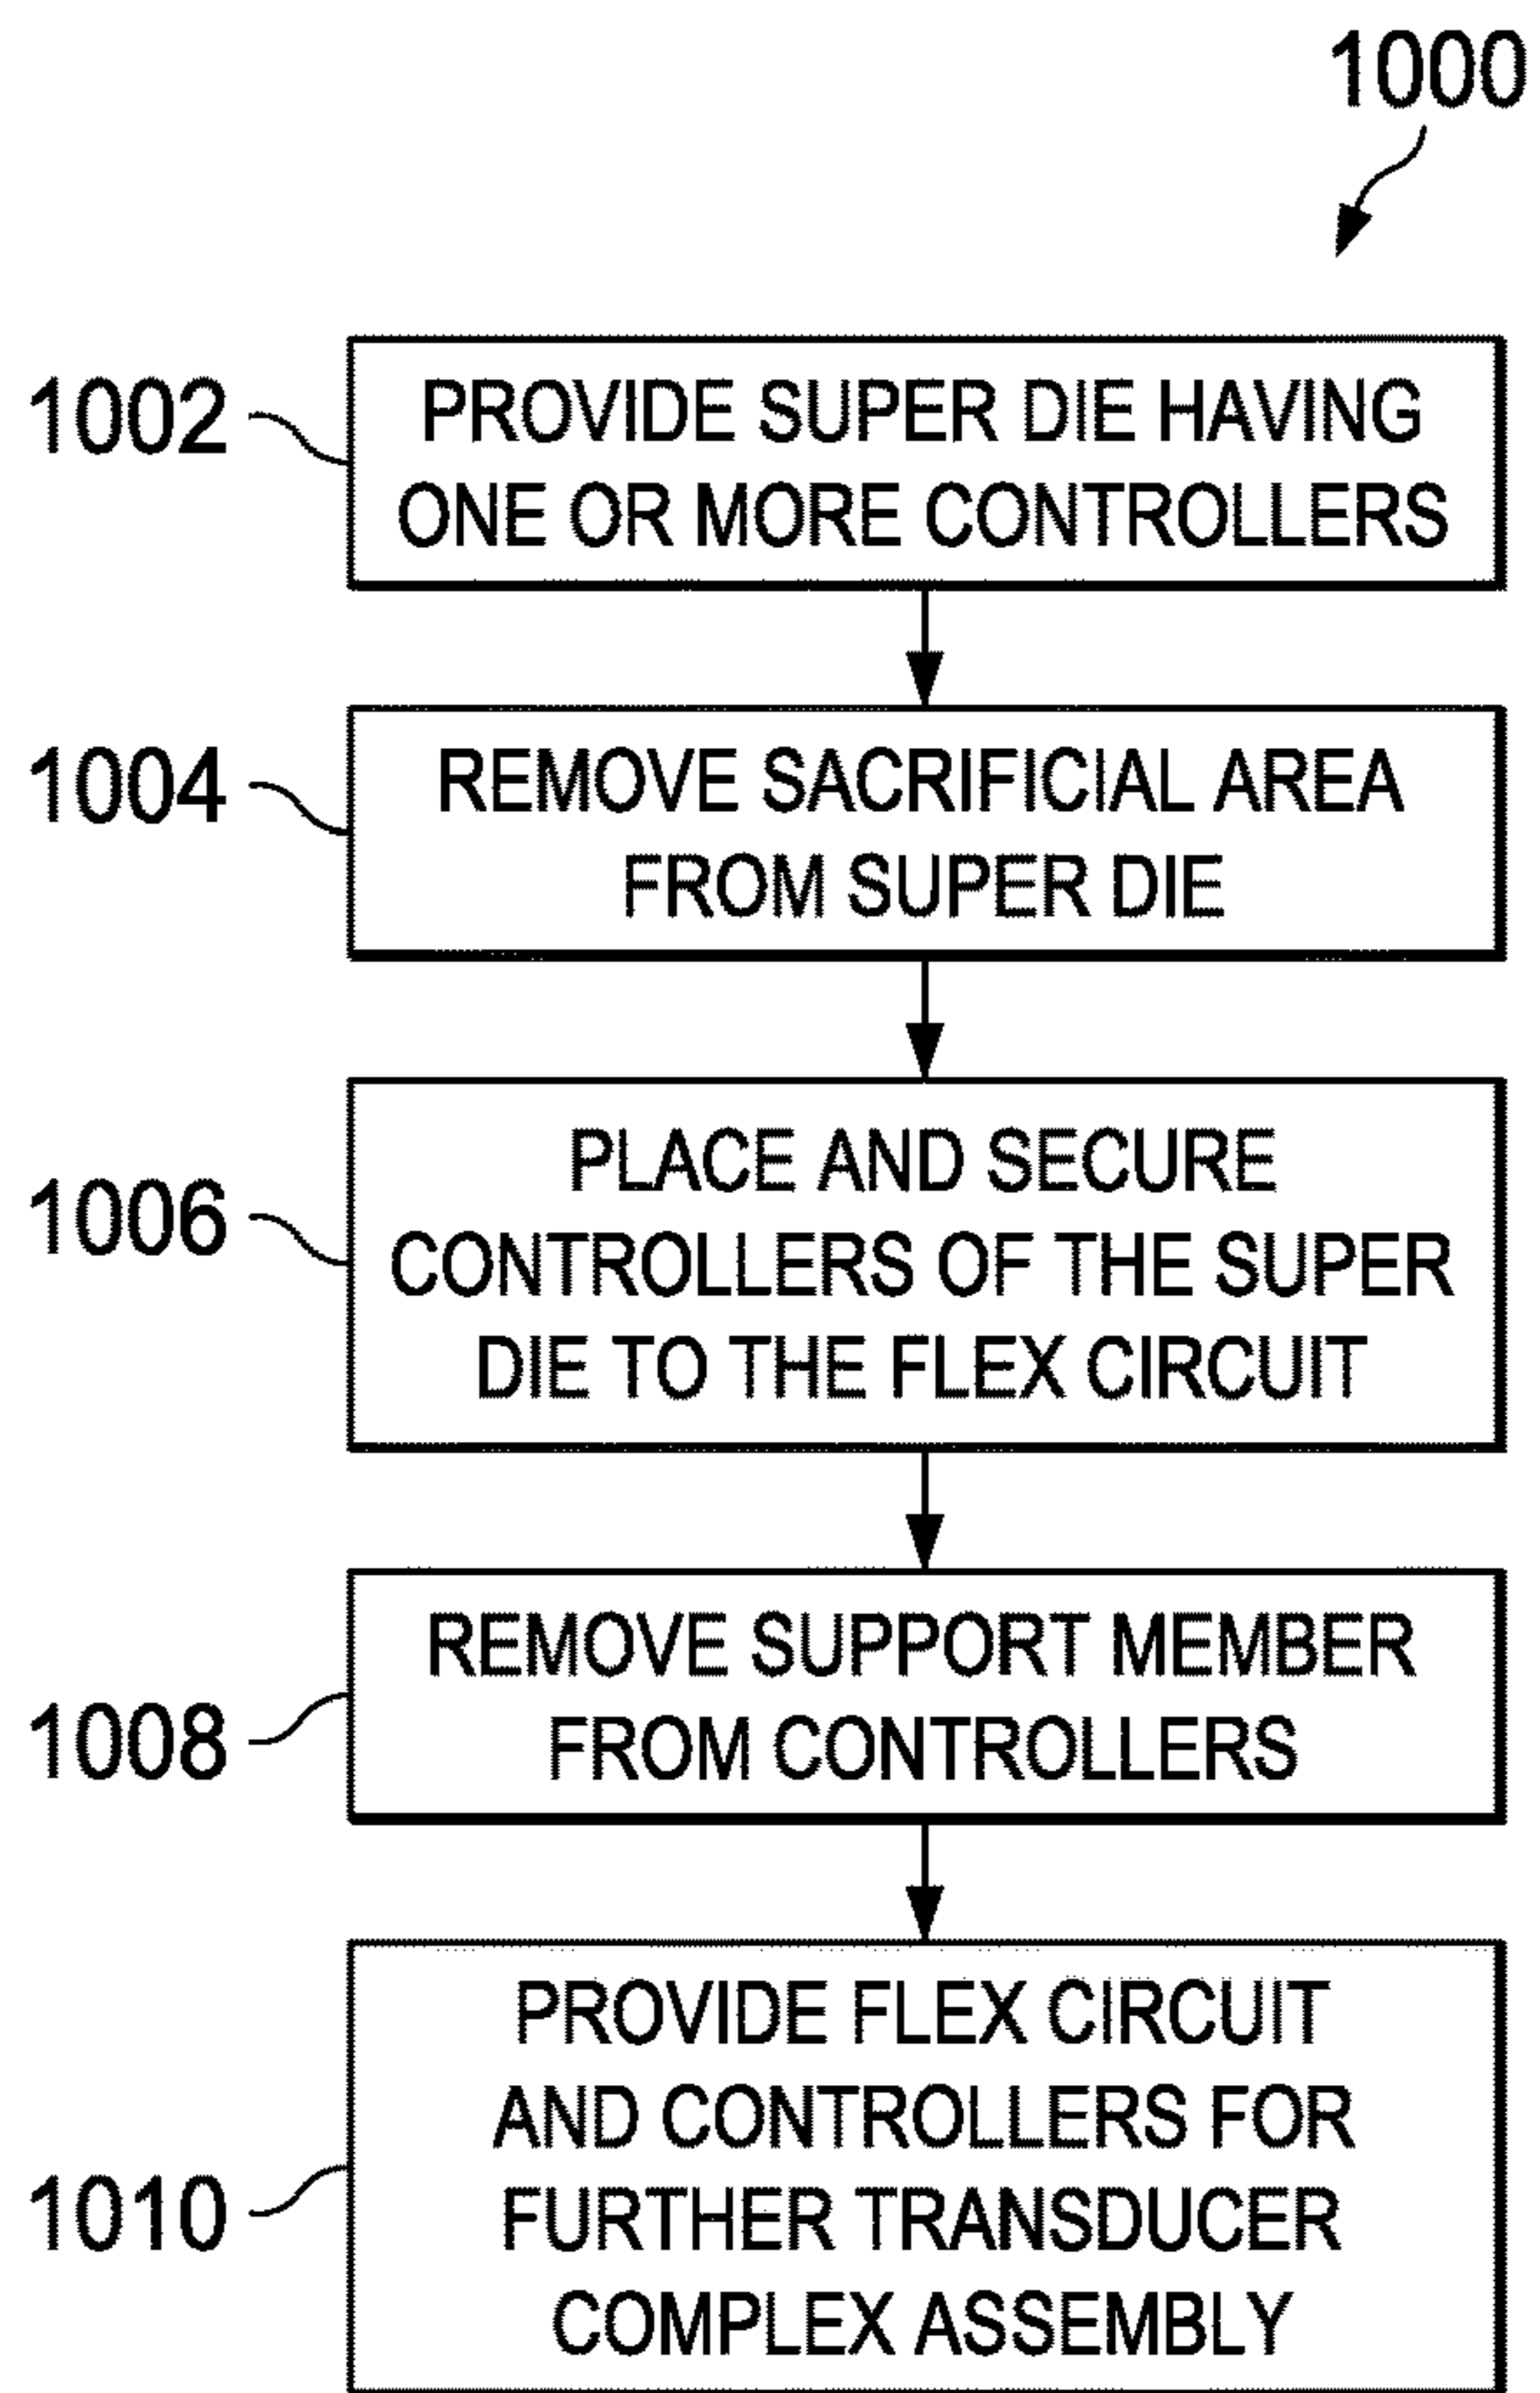 1000
1002
PROVIDE SUPER DIE HAVING
ONE OR MORE CONTROLLERS
1004
REMOVE SACRIFICIAL AREA
FROM SUPER DIE
1006
PLACE AND SECURE
CONTROLLERS OF THE SUPER
DIE TO THE FLEX CIRCUIT
1008
REMOVE SUPPORT MEMBER
FROM CONTROLLERS
1010
PROVIDE FLEX CIRCUIT
AND CONTROLLERS FOR
FURTHER TRANSDUCER
COMPLEX ASSEMBLY